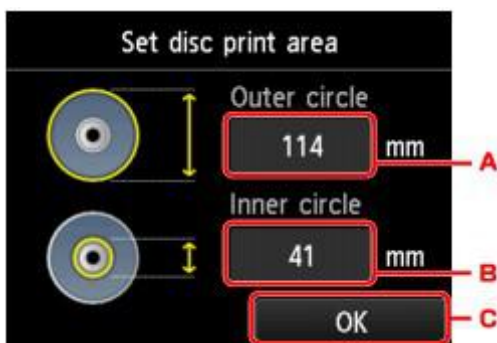 Set disc print area
Outer circle
114 mm A
Inner circle
41 mm B
OK C